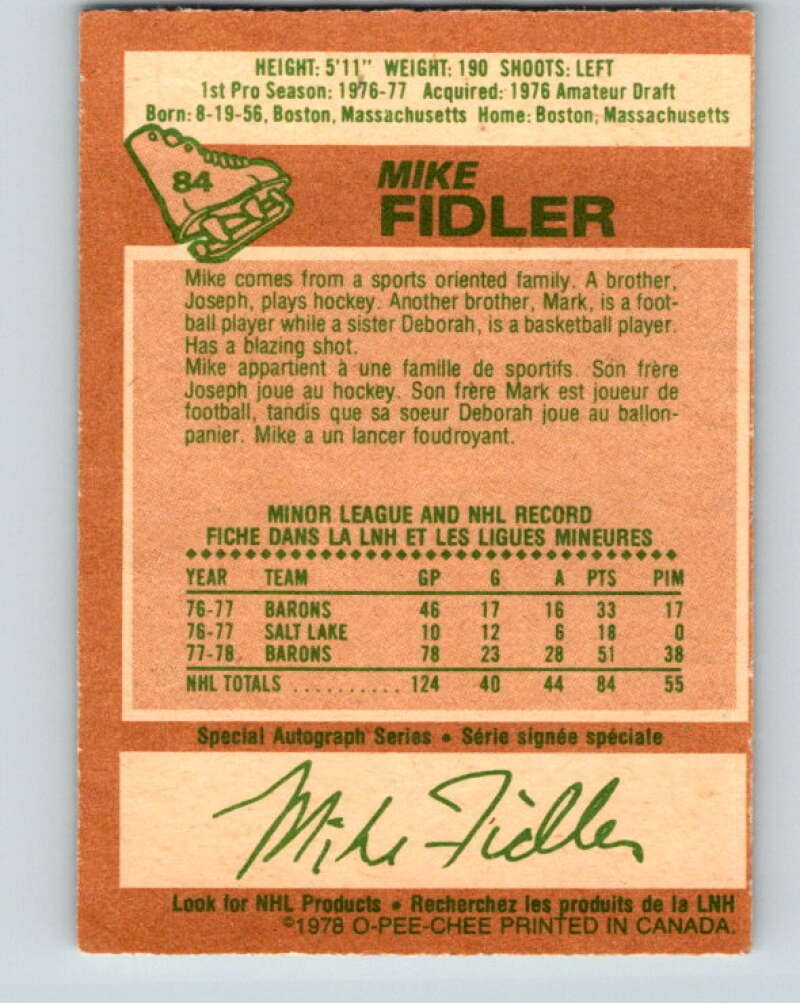 HEIGHT: 5'11" WEIGHT: 190 SHOOTS: LEFT
1st Pro Season: 1976-77 Acquired: 1976 Amateur Draft
Born: 8-19-56, Boston, Massachusetts Home: Boston, Massachusetts
84
MIKE
FIDLER
Mike comes from a sports oriented family. A brother,
Joseph, plays hockey. Another brother, Mark, is a foot-
ball player while a sister Deborah, is a basketball player.
Has a blazing shot.
Mike appartient à une famille de sportifs. Son frère
Joseph joue au hockey. Son frère Mark est joueur de
football, tandis que sa soeur Deborah joue au ballon-
panier. Mike a un lancer foudroyant.
MINOR LEAGUE AND NHL RECORD
FICHE DANS LA LNH ET LES LIGUES MINEURES
YEAR TEAM GP G A PTS PIM
76-77 BARONS 46 17 16 33 17
76-77 SALT LAKE 10 12 6 18 0
77-78 BARONS 78 23 28 51 38
NHL TOTALS .......... 124 40 44 84 55
Special Autograph Series • Série signée spéciale
Mike Fidler
Look for NHL Products • Recherchez les produits de la LNH
©1978 O-PEE-CHEE PRINTED IN CANADA.